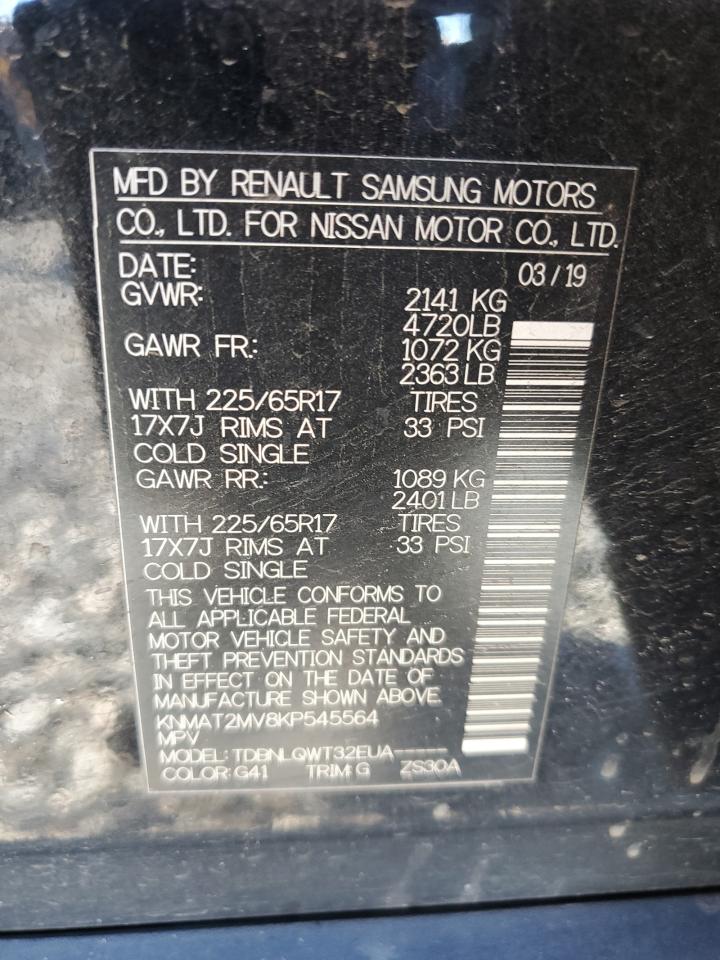 MFD BY RENAULT SAMSUNG MOTORS
CO., LTD. FOR NISSAN MOTOR CO., LTD.
DATE: 03/19
GVWR: 2141 KG
4720LB
GAWR FR.: 1072 KG
2363 LB
WITH 225/65R17 TIRES
17X7J RIMS AT 33 PSI
COLD SINGLE
GAWR RR.: 1089 KG
2401 LB
WITH 225/65R17 TIRES
17X7J RIMS AT 33 PSI
COLD SINGLE
THIS VEHICLE CONFORMS TO
ALL APPLICABLE FEDERAL
MOTOR VEHICLE SAFETY AND
THEFT PREVENTION STANDARDS
IN EFFECT ON THE DATE OF
MANUFACTURE SHOWN ABOVE.
KNMAT2MV8KP545564
MPV
MODEL: TDBNLQWT32EUA-----
COLOR: G41 TRIM: G ZS30A